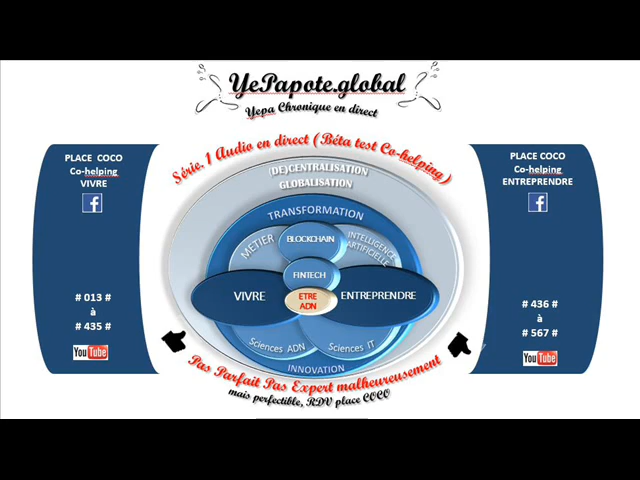 YePapote.global
Yepa Chronique en direct
Série, 1 Audio en direct (Béta test Co-helping)
PLACE COCO
Co-helping
VIVRE
# 013 #
à
# 435 #
YouTube
(DE)CENTRALISATION
GLOBALISATION
TRANSFORMATION
METIER
BLOCKCHAIN
INTELLIGENCE
ARTIFICIELLE
FINTECH
VIVRE
ETRE
ADN
ENTREPRENDRE
Sciences ADN
Sciences IT
INNOVATION
PLACE COCO
Co-helping
ENTREPRENDRE
# 436 #
à
# 567 #
YouTube
Pas Parfait Pas Expert malheureusement
mais perfectible, RDV place COCO